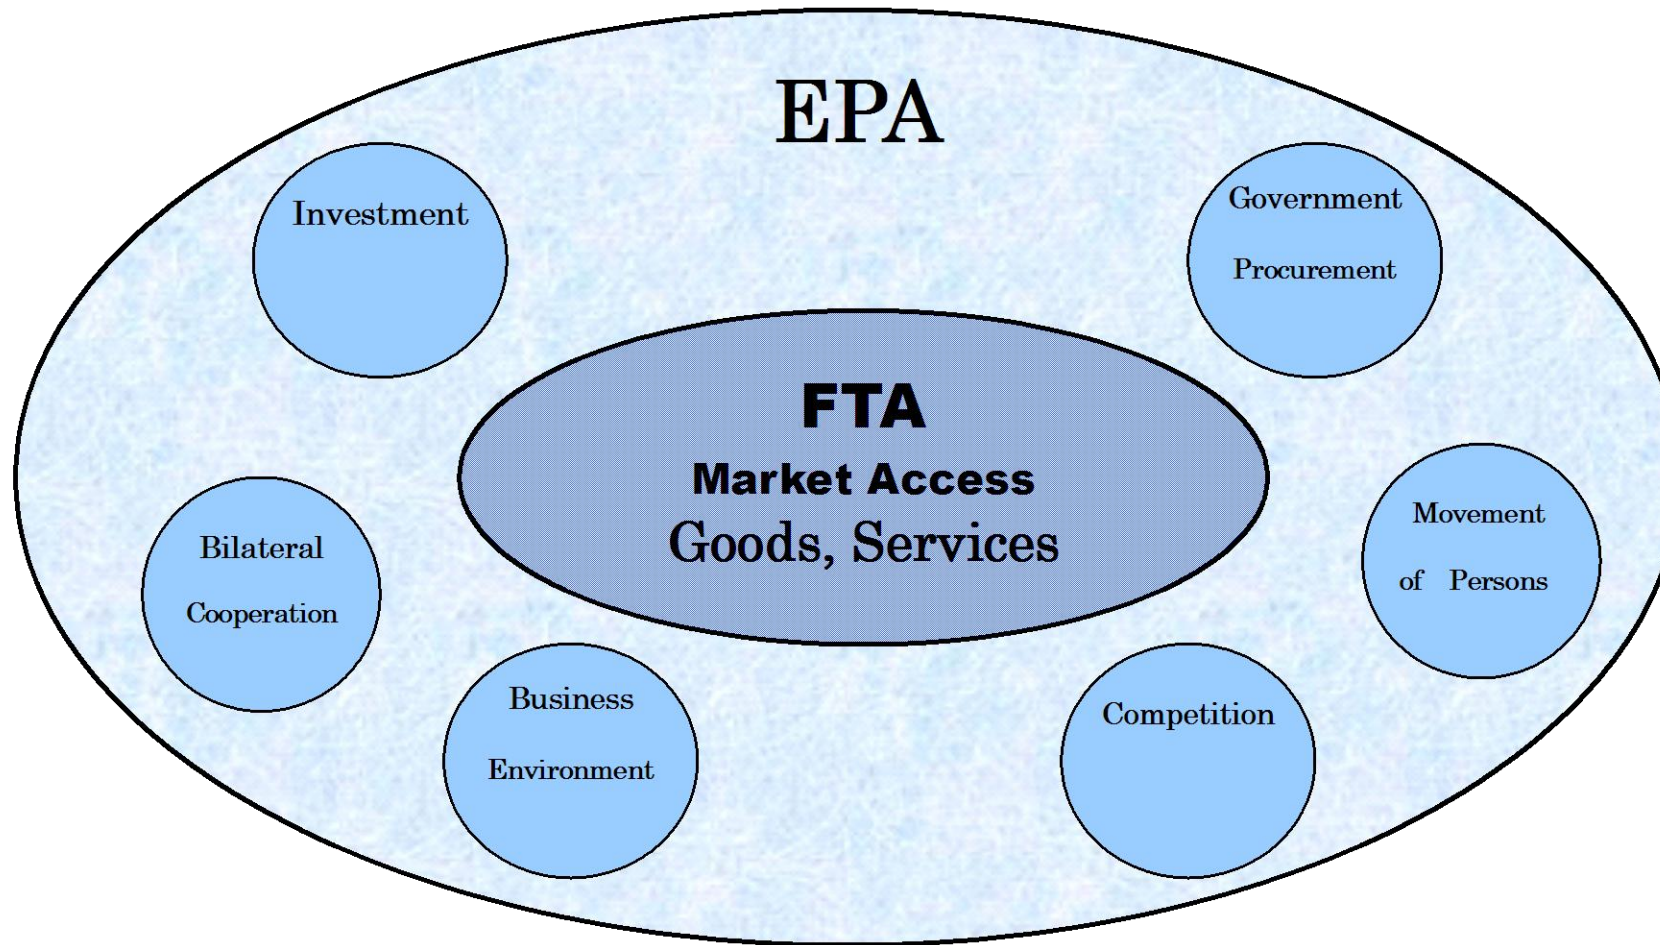 EPA
Investment
Government
Procurement
FTA
Market Access
Goods, Services
Bilateral
Cooperation
Movement
of Persons
Business
Environment
Competition